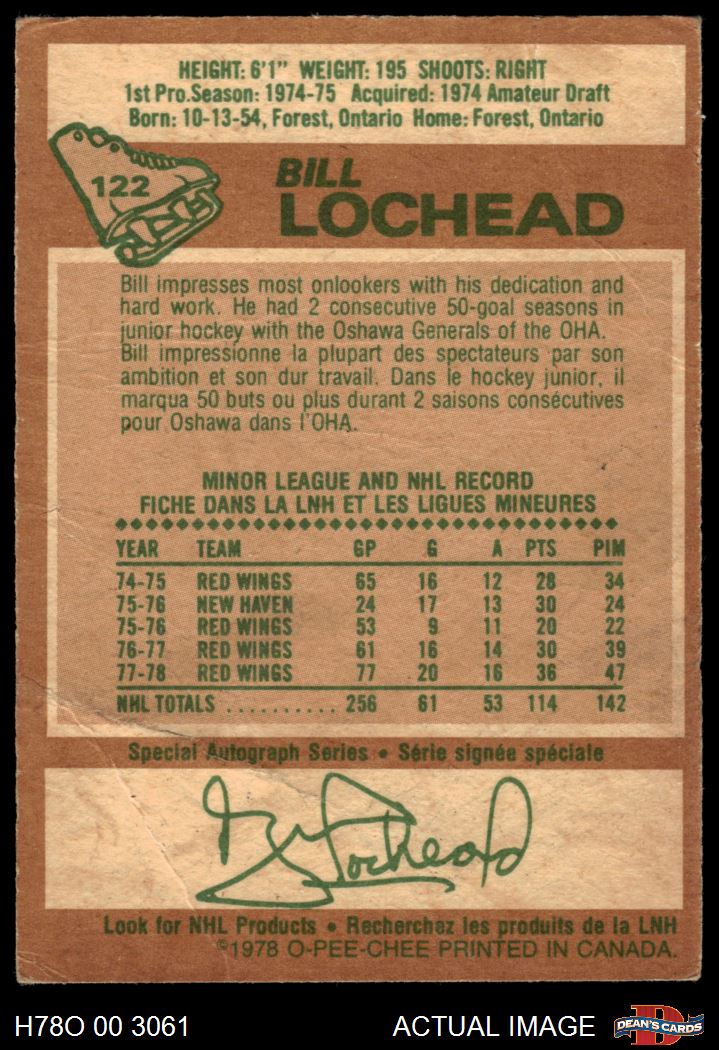 HEIGHT: 6'1" WEIGHT: 195 SHOOTS: RIGHT
1st Pro.Season: 1974-75 Acquired: 1974 Amateur Draft
Born: 10-13-54, Forest, Ontario Home: Forest, Ontario
122
BILL
LOCHEAD
Bill impresses most onlookers with his dedication and
hard work. He had 2 consecutive 50-goal seasons in
junior hockey with the Oshawa Generals of the OHA.
Bill impressionne la plupart des spectateurs par son
ambition et son dur travail. Dans le hockey junior, il
marqua 50 buts ou plus durant 2 saisons consécutives
pour Oshawa dans l'OHA.
MINOR LEAGUE AND NHL RECORD
FICHE DANS LA LNH ET LES LIGUES MINEURES
YEAR TEAM GP G A PTS PIM
74-75 RED WINGS 65 16 12 28 34
75-76 NEW HAVEN 24 17 13 30 24
75-76 RED WINGS 53 9 11 20 22
76-77 RED WINGS 61 16 14 30 39
77-78 RED WINGS 77 20 16 36 47
NHL TOTALS .......... 256 61 53 114 142
Special Autograph Series • Série signée spéciale
Bill Lochead
Look for NHL Products • Recherchez les produits de la LNH
©1978 O-PEE-CHEE PRINTED IN CANADA.
H78O 00 3061 ACTUAL IMAGE D DEAN'S CARDS